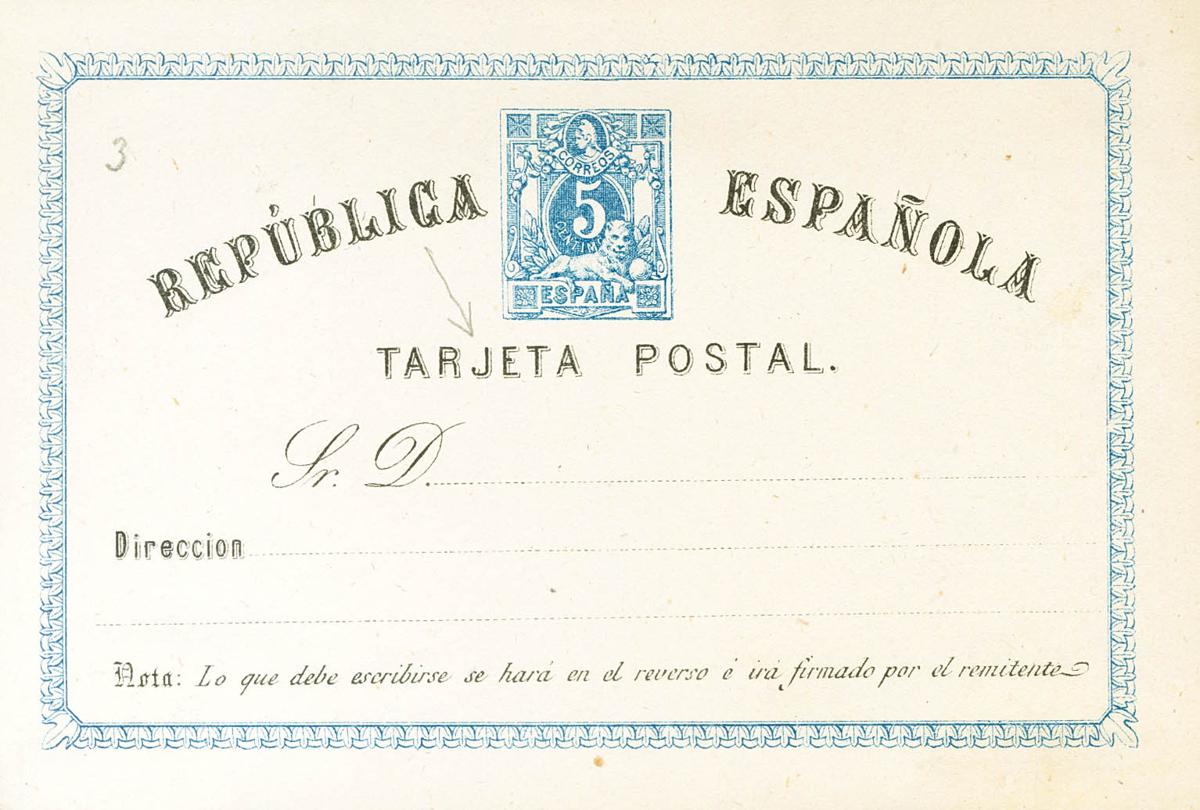 3
CORREOS
5
REPÚBLICA ESPAÑOLA
ESPAÑA
TARJETA POSTAL.
Sr. D.
Direccion
Nota: Lo que debe escribirse se hará en el reverso é irá firmado por el remitente